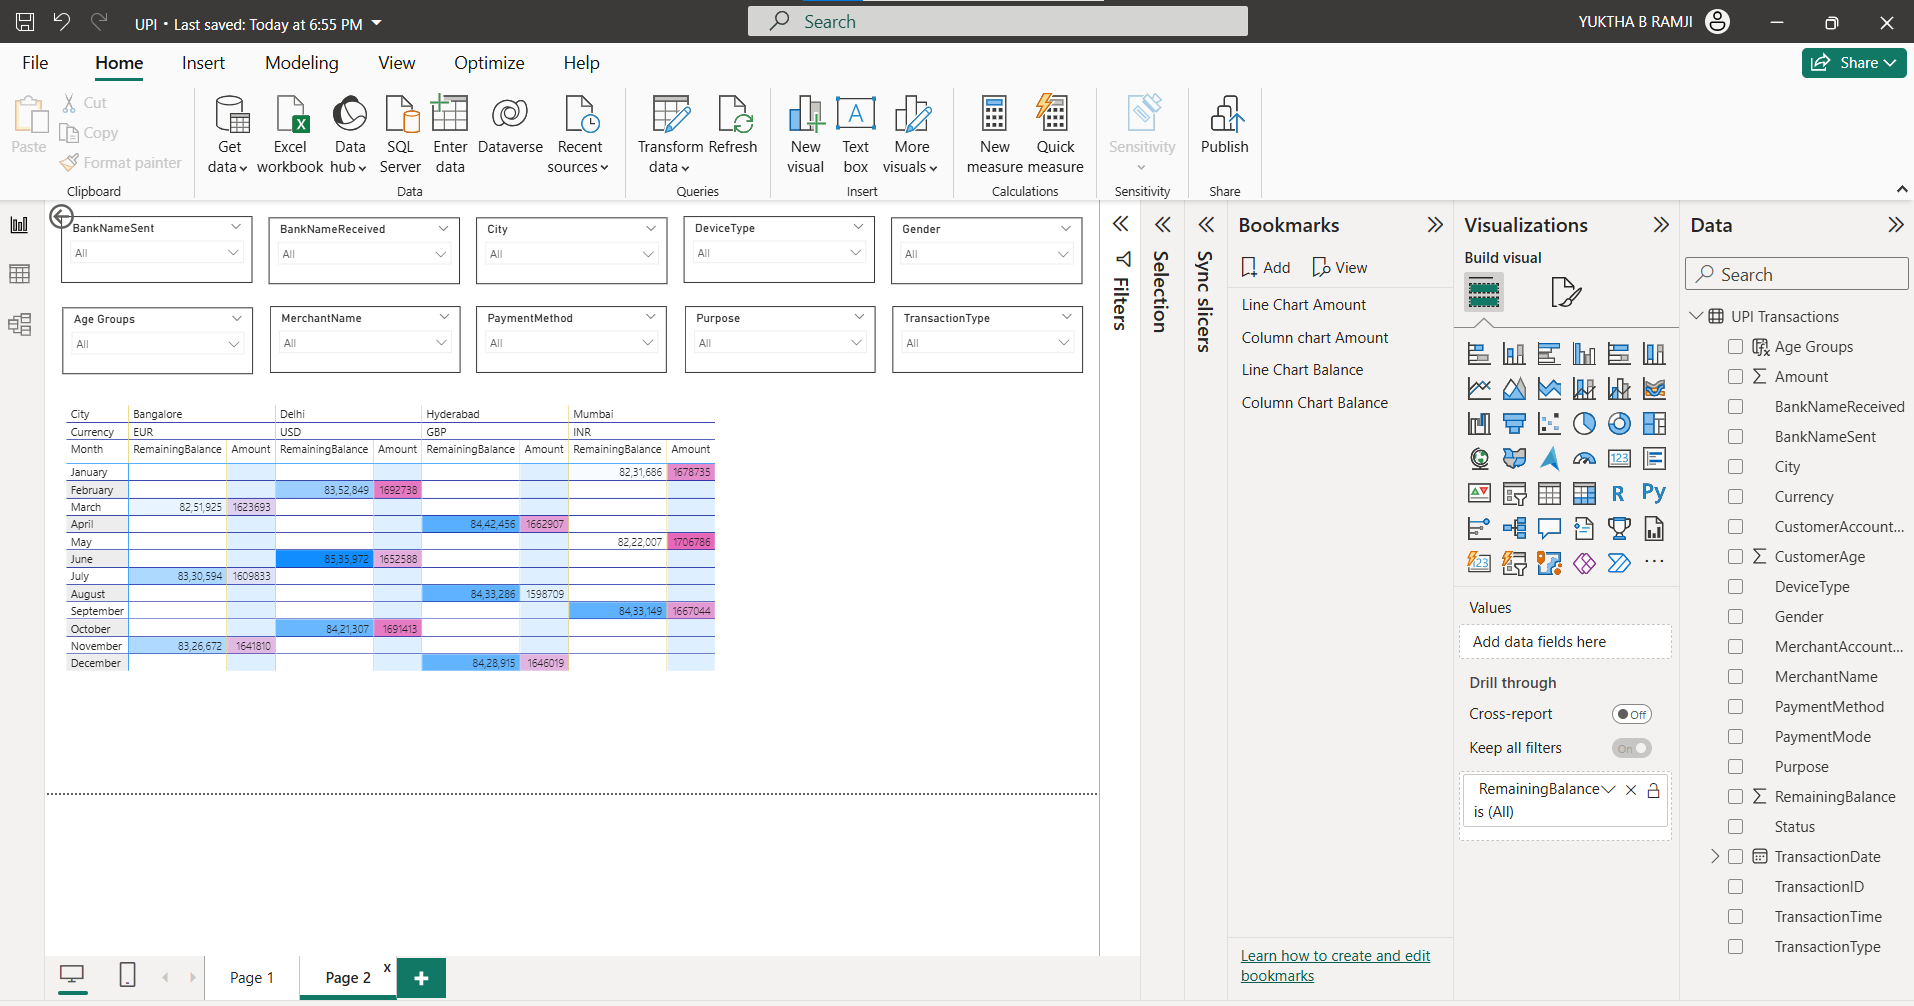 UPI • Last saved: Today at 6:55 PM
Search
YUKTHA B RAMJI
File Home Insert Modeling View Optimize Help
Share
Paste
Cut
Copy
Format painter
Clipboard
Get data
Excel workbook
Data hub
SQL Server
Enter data
Dataverse
Recent sources
Data
Transform data
Refresh
Queries
New visual
Text box
More visuals
Insert
New measure
Quick measure
Calculations
Sensitivity
Sensitivity
Publish
Share
BankNameSent
All
BankNameReceived
All
City
All
DeviceType
All
Gender
All
Age Groups
All
MerchantName
All
PaymentMethod
All
Purpose
All
TransactionType
All
City Bangalore Delhi Hyderabad Mumbai
Currency EUR USD GBP INR
Month RemainingBalance Amount RemainingBalance Amount RemainingBalance Amount RemainingBalance Amount
January 82,31,686 1678735
February 83,52,849 1692738
March 82,51,925 1623693
April 84,42,456 1662907
May 82,22,007 1706786
June 85,35,972 1652588
July 83,30,594 1609833
August 84,33,286 1598709
September 84,33,149 1667044
October 84,21,307 1691413
November 83,26,672 1641810
December 84,28,915 1646019
Page 1
Page 2
x
+
Filters
Selection
Sync slicers
Bookmarks
Add View
Line Chart Amount
Column chart Amount
Line Chart Balance
Column Chart Balance
Learn how to create and edit
bookmarks
Visualizations
Build visual
123
R
Py
123
...
Values
Add data fields here
Drill through
Cross-report Off
Keep all filters On
RemainingBalance
is (All)
Data
Search
UPI Transactions
Age Groups
Amount
BankNameReceived
BankNameSent
City
Currency
CustomerAccount...
CustomerAge
DeviceType
Gender
MerchantAccount...
MerchantName
PaymentMethod
PaymentMode
Purpose
RemainingBalance
Status
TransactionDate
TransactionID
TransactionTime
TransactionType